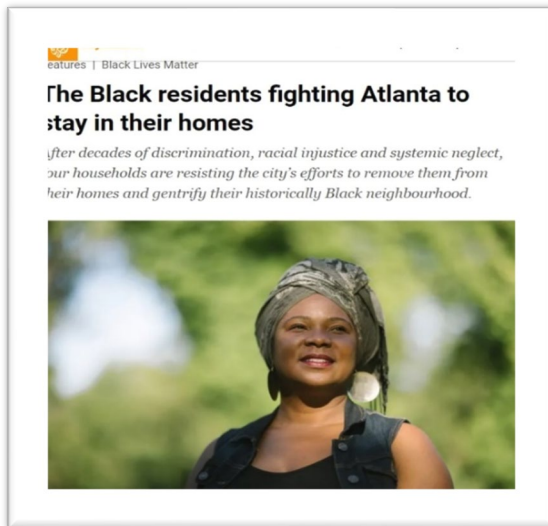 eatures | Black Lives Matter
The Black residents fighting Atlanta to
stay in their homes
After decades of discrimination, racial injustice and systemic neglect,
our households are resisting the city's efforts to remove them from
heir homes and gentrify their historically Black neighbourhood.